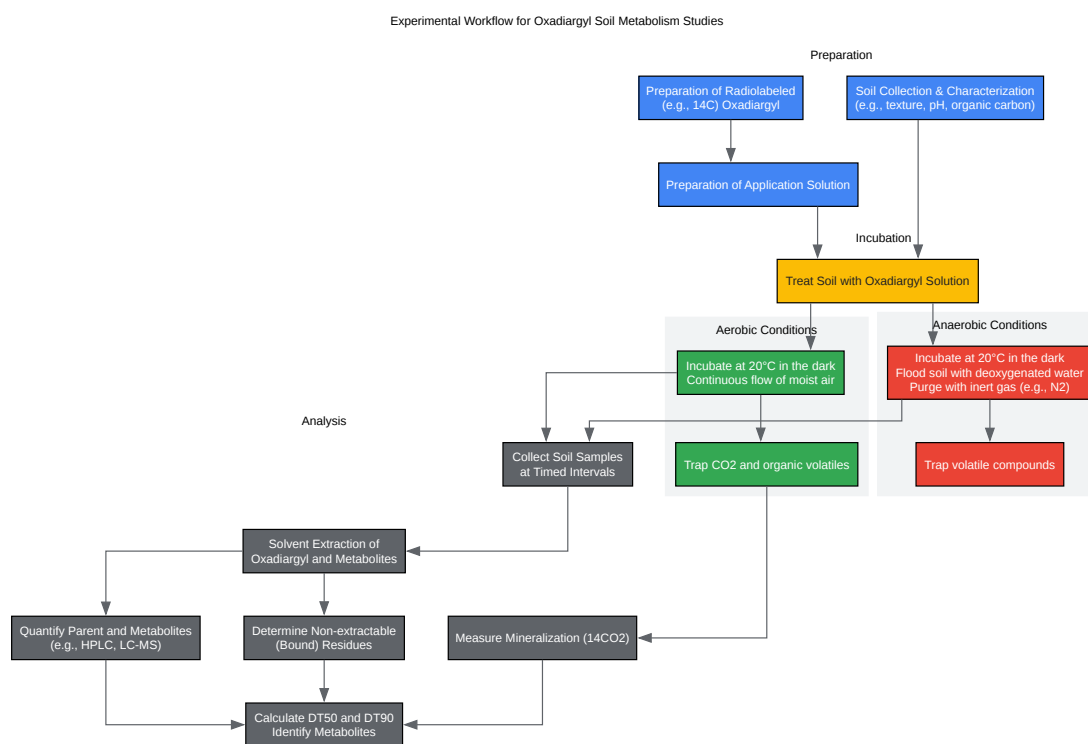 Experimental Workflow for Oxadiargyl Soil Metabolism Studies
Preparation
Preparation of Radiolabeled
(e.g., 14C) Oxadiargyl
Soil Collection & Characterization
(e.g., texture, pH, organic carbon)
Preparation of Application Solution
Incubation
Treat Soil with Oxadiargyl Solution
Aerobic Conditions
Anaerobic Conditions
Incubate at 20°C in the dark
Continuous flow of moist air
Incubate at 20°C in the dark
Flood soil with deoxygenated water
Purge with inert gas (e.g., N2)
Analysis
Collect Soil Samples
at Timed Intervals
Trap CO2 and organic volatiles
Trap volatile compounds
Solvent Extraction of
Oxadiargyl and Metabolites
Quantify Parent and Metabolites
(e.g., HPLC, LC-MS)
Determine Non-extractable
(Bound) Residues
Measure Mineralization (14CO2)
Calculate DT50 and DT90
Identify Metabolites